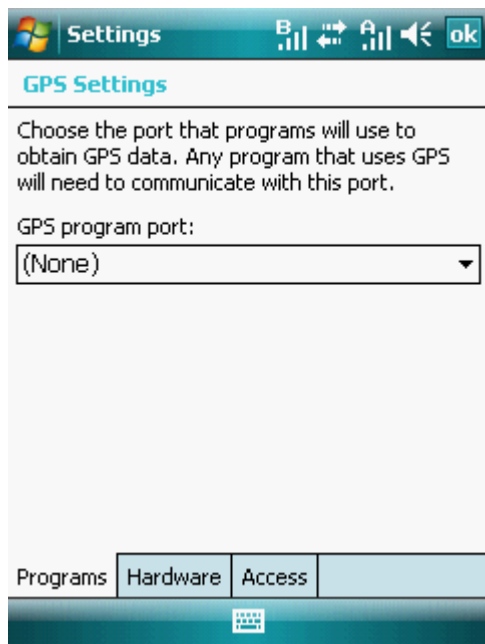 Settings
B
A
ok
GPS Settings
Choose the port that programs will use to
obtain GPS data. Any program that uses GPS
will need to communicate with this port.
GPS program port:
(None)
Programs Hardware Access